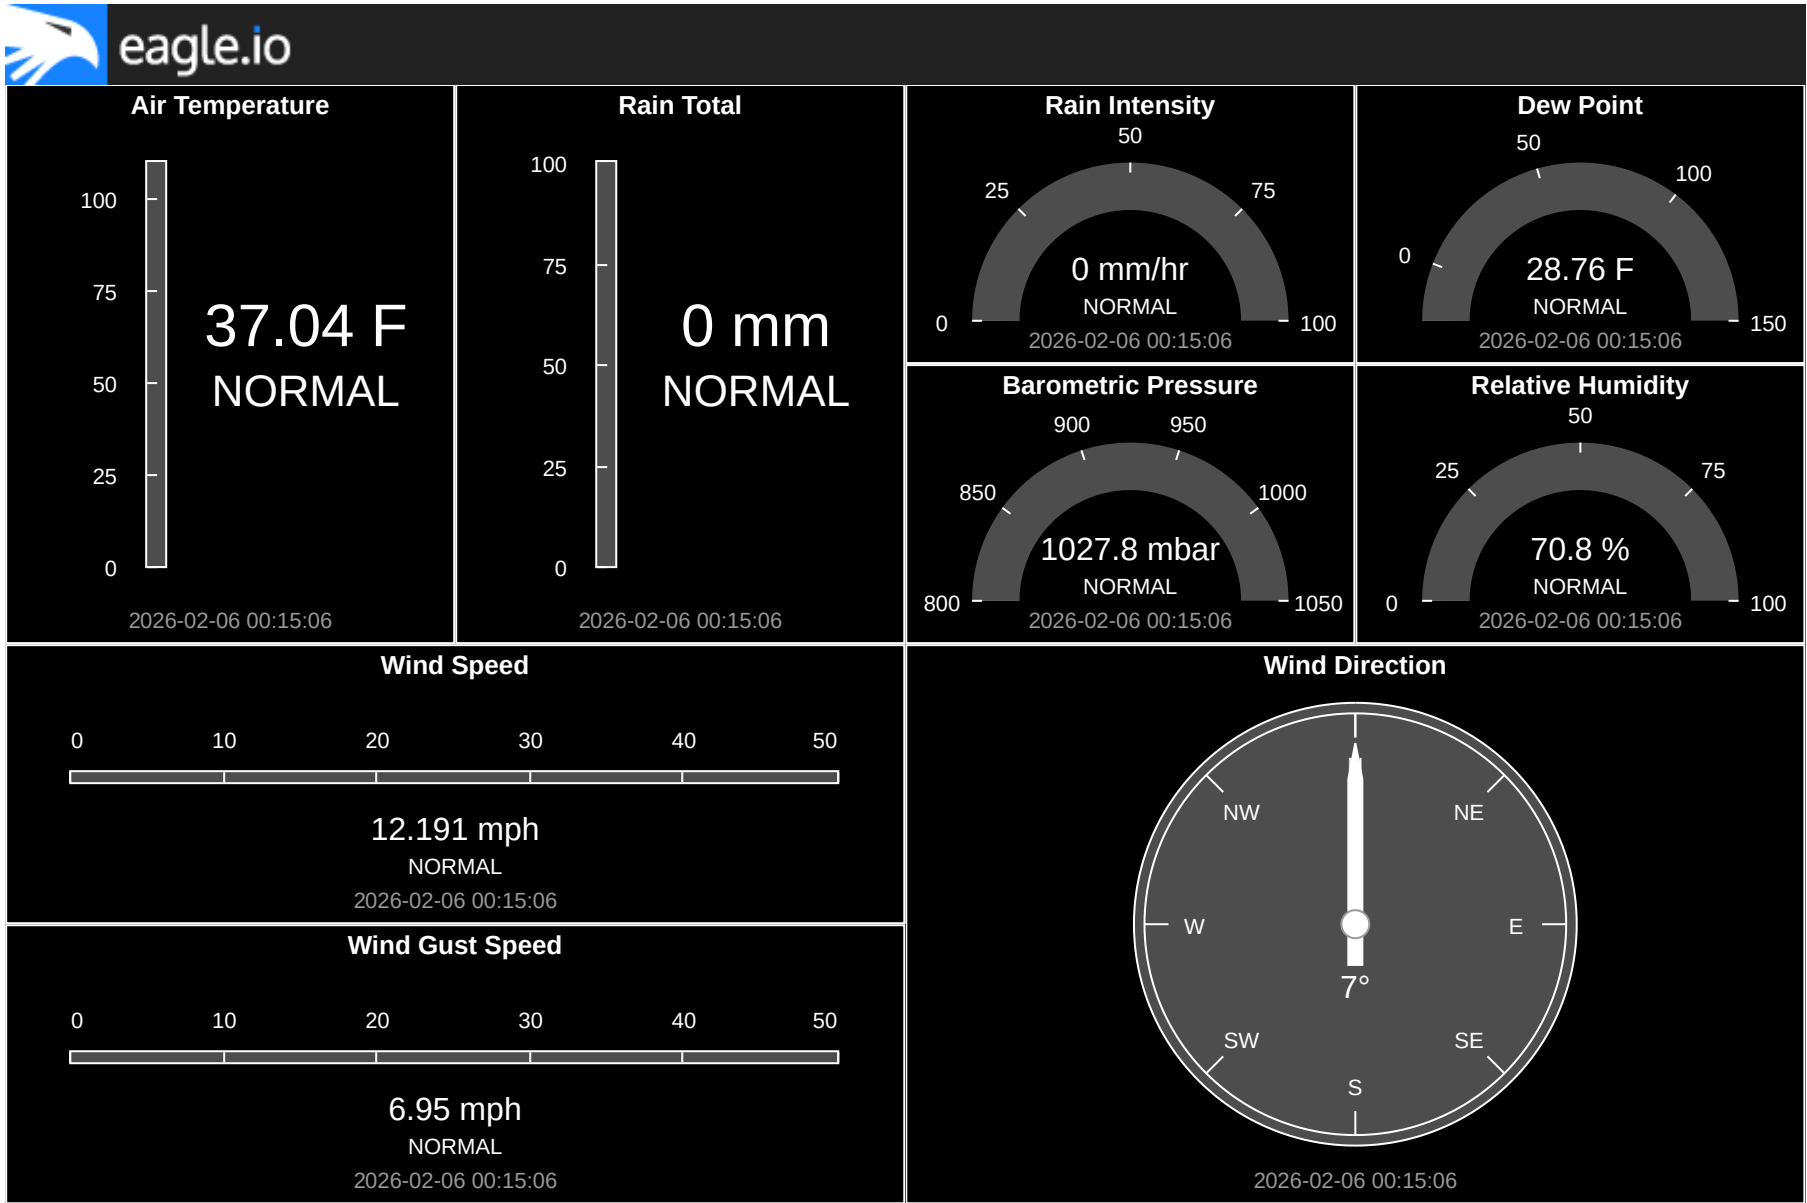 eagle.io
Air Temperature
100
75
50
25
0
37.04 F
NORMAL
2026-02-06 00:15:06
Rain Total
100
75
50
25
0
0 mm
NORMAL
2026-02-06 00:15:06
Rain Intensity
0
25
50
75
100
0 mm/hr
NORMAL
2026-02-06 00:15:06
Dew Point
0
50
100
150
28.76 F
NORMAL
2026-02-06 00:15:06
Barometric Pressure
800
850
900
950
1000
1050
1027.8 mbar
NORMAL
2026-02-06 00:15:06
Relative Humidity
0
25
50
75
100
70.8 %
NORMAL
2026-02-06 00:15:06
Wind Speed
0 10 20 30 40 50
12.191 mph
NORMAL
2026-02-06 00:15:06
Wind Gust Speed
0 10 20 30 40 50
6.95 mph
NORMAL
2026-02-06 00:15:06
Wind Direction
NW NE
W E
7°
SW SE
S
2026-02-06 00:15:06